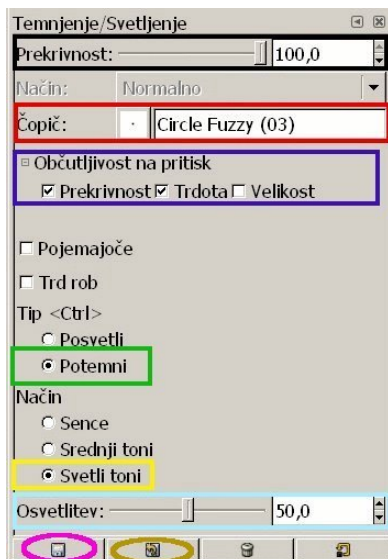 Temnjenje/Svetljenje
Prekrivnost: 100,0
Način: Normalno
Čopič: Circle Fuzzy (03)
Občutljivost na pritisk
Prekrivnost Trdota Velikost
Pojemajoče
Trd rob
Tip <Ctrl>
Posvetli
Potemni
Način
Sence
Srednji toni
Svetli toni
Osvetlitev: 50,0